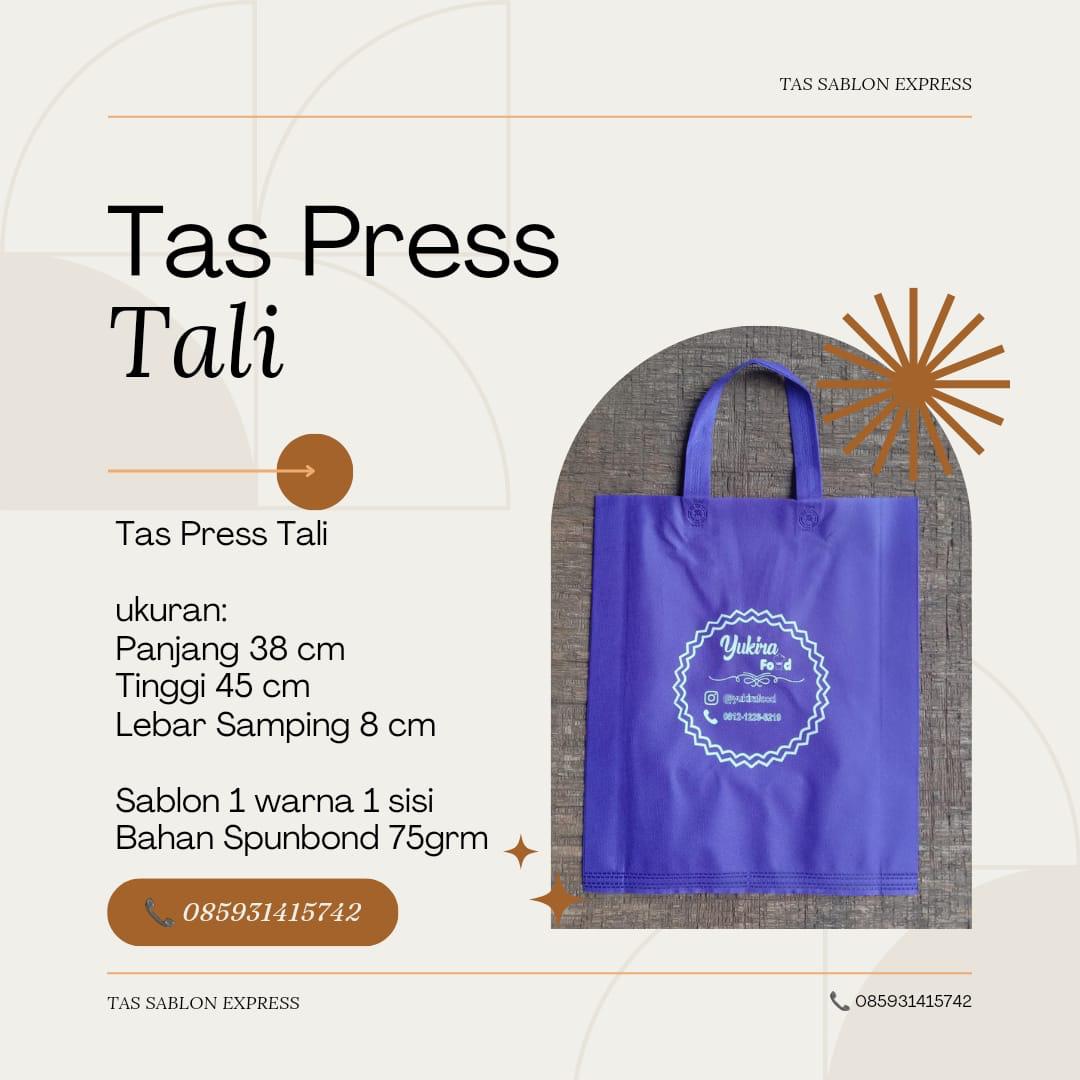 TAS SABLON EXPRESS
Tas Press
Tali
Tas Press Tali
ukuran:
Panjang 38 cm
Tinggi 45 cm
Lebar Samping 8 cm
Sablon 1 warna 1 sisi
Bahan Spunbond 75grm
085931415742
Yukira
Food
@yukirafood
TAS SABLON EXPRESS
085931415742